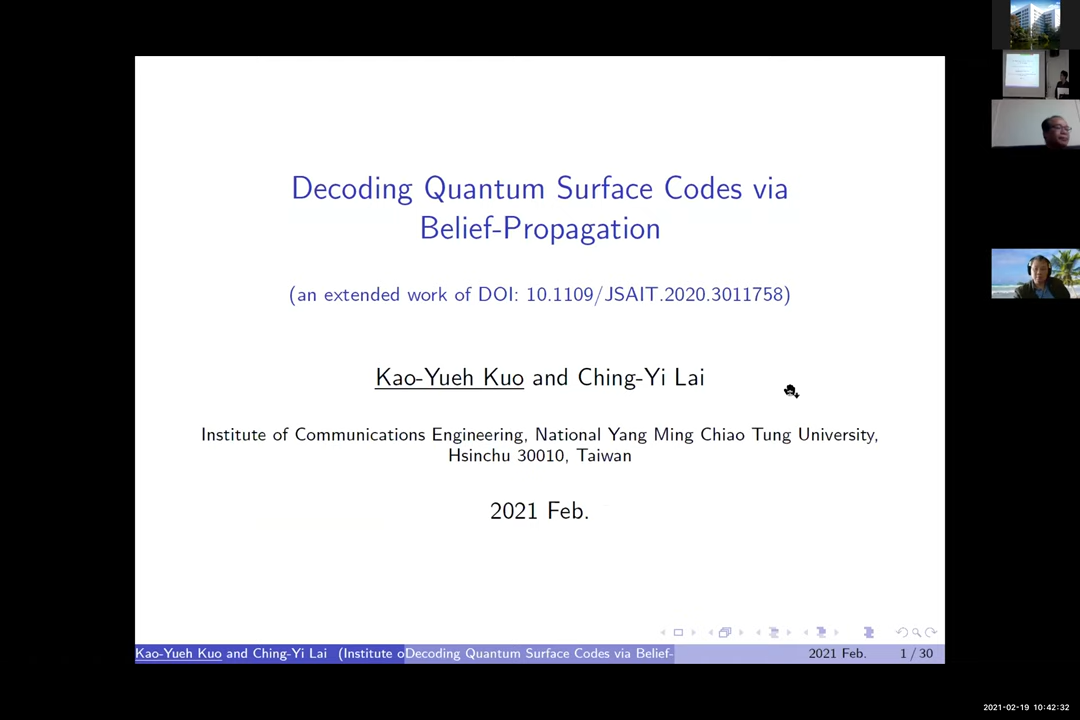 Decoding Quantum Surface Codes via
Belief-Propagation
(an extended work of DOI: 10.1109/JSAIT.2020.3011758)
Kao-Yueh Kuo and Ching-Yi Lai
Institute of Communications Engineering, National Yang Ming Chiao Tung University,
Hsinchu 30010, Taiwan
2021 Feb.
Kao-Yueh Kuo and Ching-Yi Lai (Institute o Decoding Quantum Surface Codes via Belief- 2021 Feb. 1 / 30
2021-02-19 10:42:32